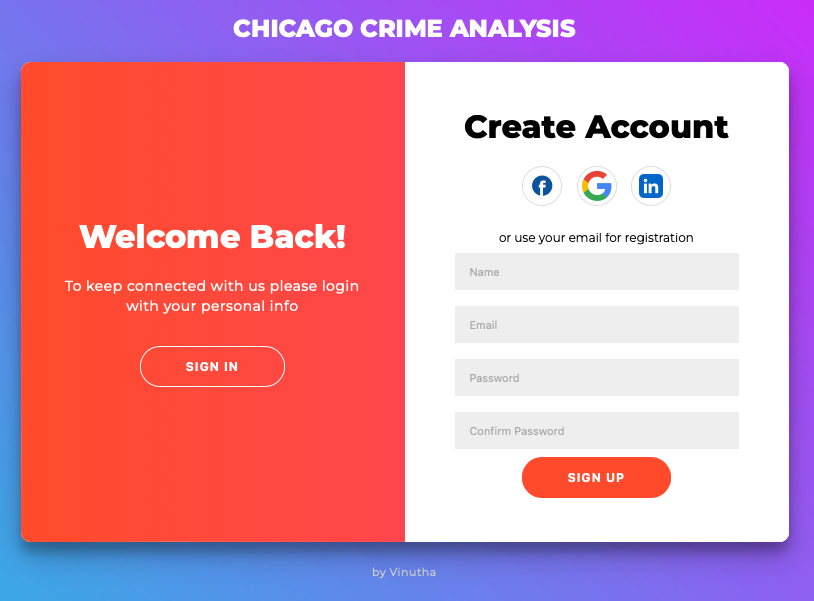 CHICAGO CRIME ANALYSIS
Welcome Back!
To keep connected with us please login
with your personal info
SIGN IN
Create Account
f
G
in
or use your email for registration
Name
Email
Password
Confirm Password
SIGN UP
by Vinutha